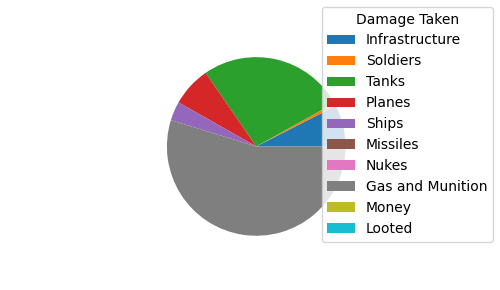 Damage Taken
Infrastructure
Soldiers
Tanks
Planes
Ships
Missiles
Nukes
Gas and Munition
Money
Looted